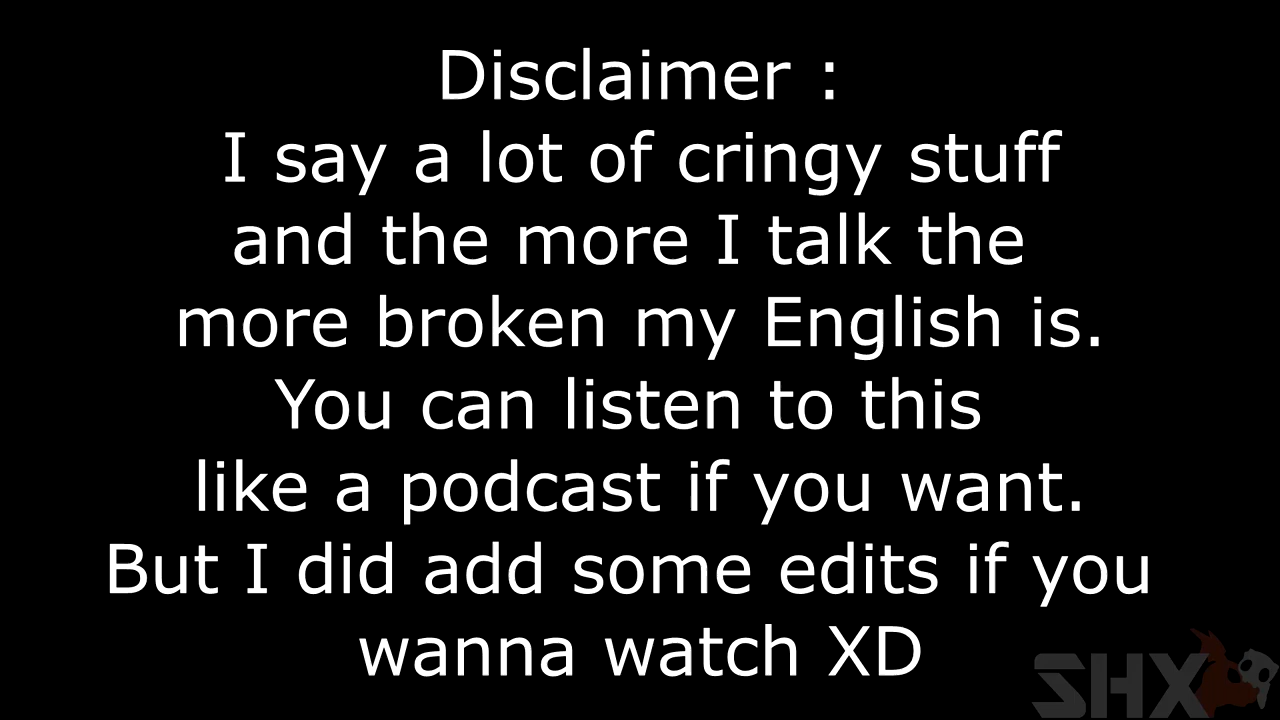 Disclaimer :
I say a lot of cringy stuff
and the more I talk the
more broken my English is.
You can listen to this
like a podcast if you want.
But I did add some edits if you
wanna watch XD
SHX